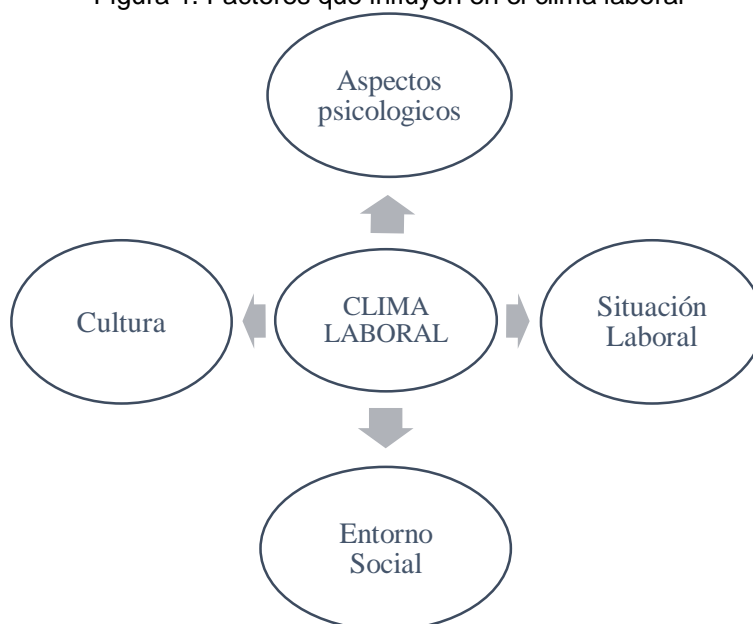 Figura 1. Factores que influyen en el clima laboral
Aspectos
psicologicos
Cultura
CLIMA
LABORAL
Situación
Laboral
Entorno
Social